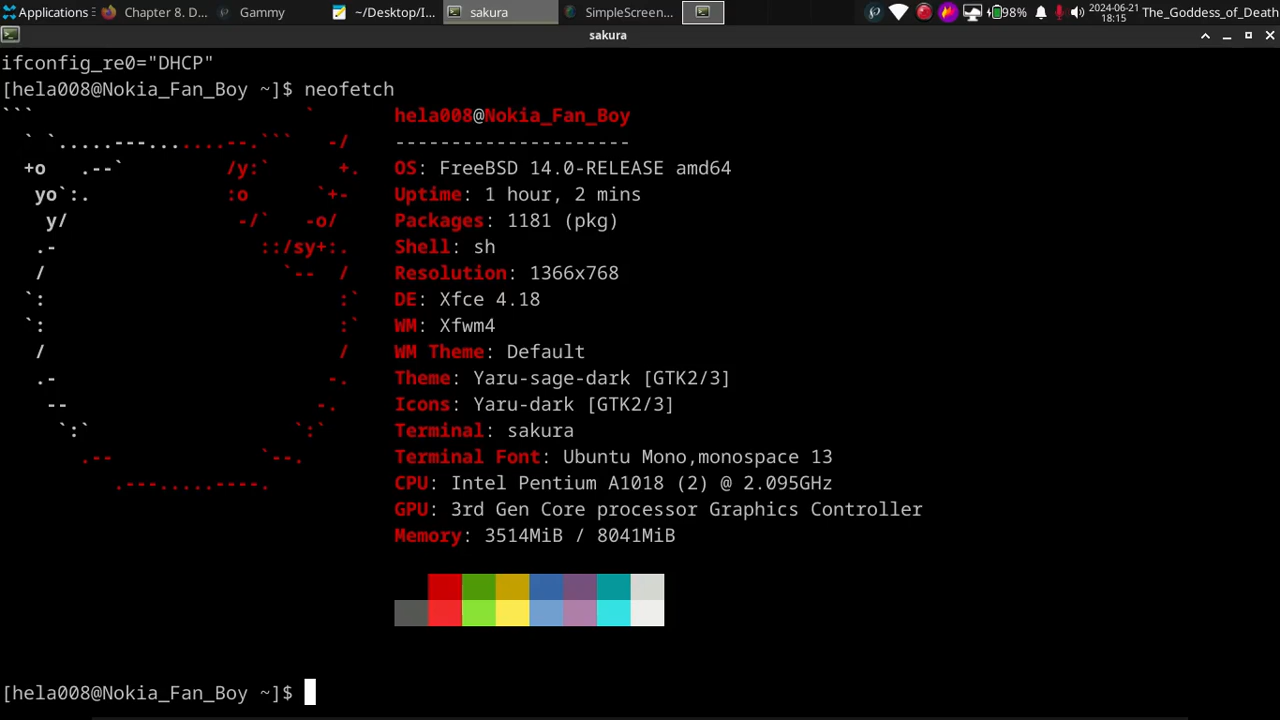 Applications Chapter 8. D... Gammy ~/Desktop/I... sakura SimpleScreen... 98% 2024-06-21 18:15 The_Goddess_of_Death
sakura
ifconfig_re0="DHCP"
[hela008@Nokia_Fan_Boy ~]$ neofetch
``` ` hela008@Nokia_Fan_Boy
` `.....---.......--.``` -/ ---------------------
+o .--` /y:` +. OS: FreeBSD 14.0-RELEASE amd64
yo`:. :o `+- Uptime: 1 hour, 2 mins
y/ -/` -o/ Packages: 1181 (pkg)
.- ::/sy+:. Shell: sh
/ `-- / Resolution: 1366x768
`: :` DE: Xfce 4.18
`: :` WM: Xfwm4
/ / WM Theme: Default
.- -. Theme: Yaru-sage-dark [GTK2/3]
-- -. Icons: Yaru-dark [GTK2/3]
`:` `:` Terminal: sakura
.-- `--. Terminal Font: Ubuntu Mono,monospace 13
.---.....----. CPU: Intel Pentium A1018 (2) @ 2.095GHz
GPU: 3rd Gen Core processor Graphics Controller
Memory: 3514MiB / 8041MiB
[hela008@Nokia_Fan_Boy ~]$